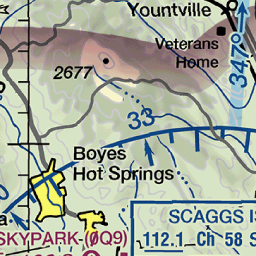 Yountville
Veterans
Home
347°
2677
33
Boyes
Hot Springs
a
SCAGGS IS
112.1 Ch 58 S
SKYPARK (0Q9)